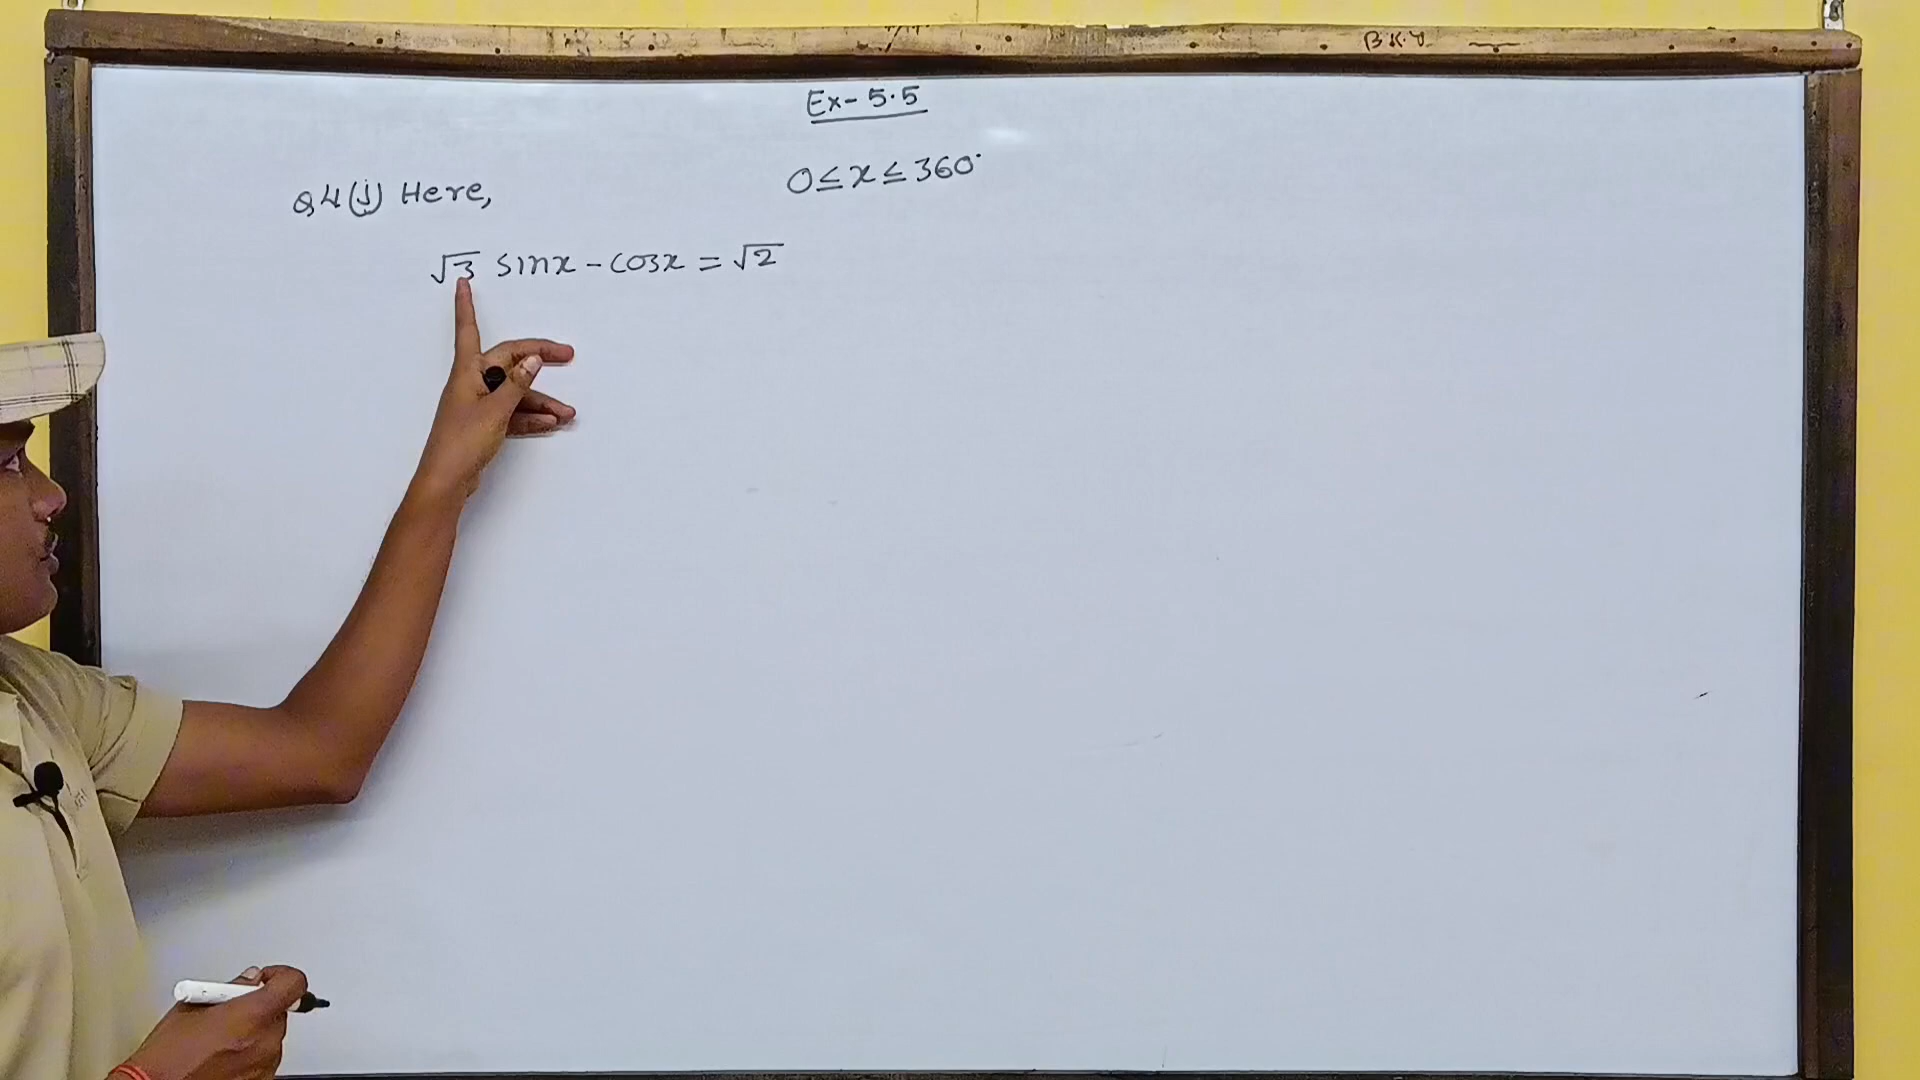 B.K.Y
Ex- 5.5
0≤x≤360°
Q4(j) Here,
√3 sinx - cosx = √2